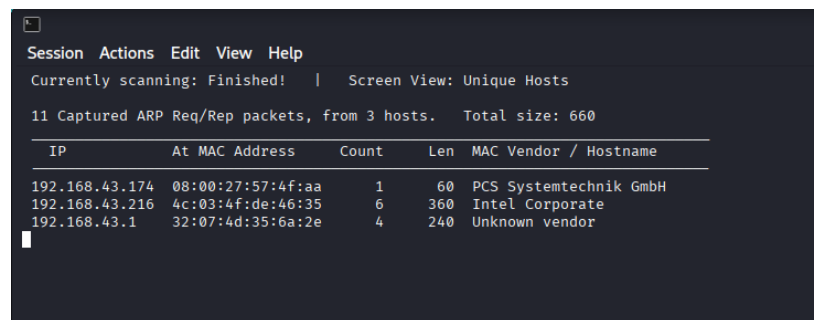 Session Actions Edit View Help
Currently scanning: Finished! | Screen View: Unique Hosts
11 Captured ARP Req/Rep packets, from 3 hosts. Total size: 660
IP At MAC Address Count Len MAC Vendor / Hostname
192.168.43.174 08:00:27:57:4f:aa 1 60 PCS Systemtechnik GmbH
192.168.43.216 4c:03:4f:de:46:35 6 360 Intel Corporate
192.168.43.1 32:07:4d:35:6a:2e 4 240 Unknown vendor